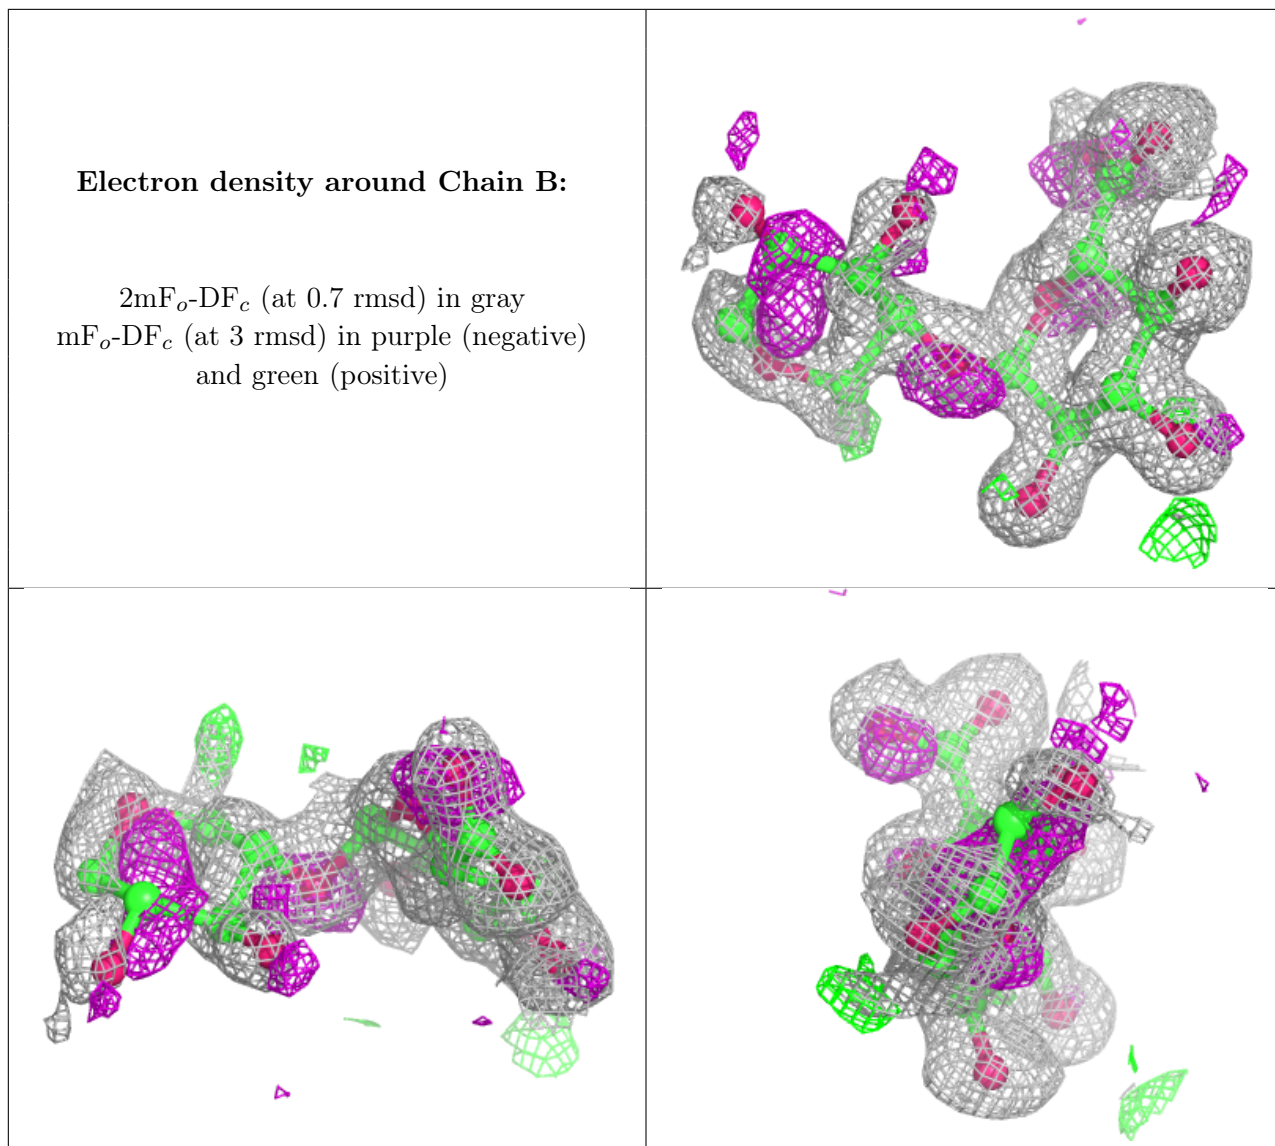 Electron density around Chain B:
2mFₒ-DF𝒸 (at 0.7 rmsd) in gray
mFₒ-DF𝒸 (at 3 rmsd) in purple (negative)
and green (positive)